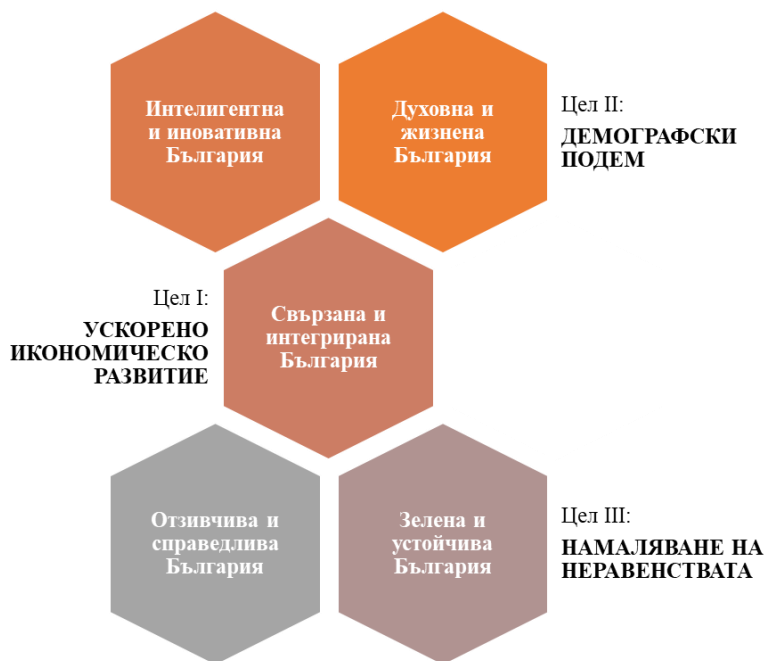 Интелигентна
и иновативна
България
Духовна и
жизнена
България
Цел II:
ДЕМОГРАФСКИ
ПОДЕМ
Цел I:
УСКОРЕНО
ИКОНОМИЧЕСКО
РАЗВИТИЕ
Свързана и
интегрирана
България
Отзивчива и
справедлива
България
Зелена и
устойчива
България
Цел III:
НАМАЛЯВАНЕ НА
НЕРАВЕНСТВАТА